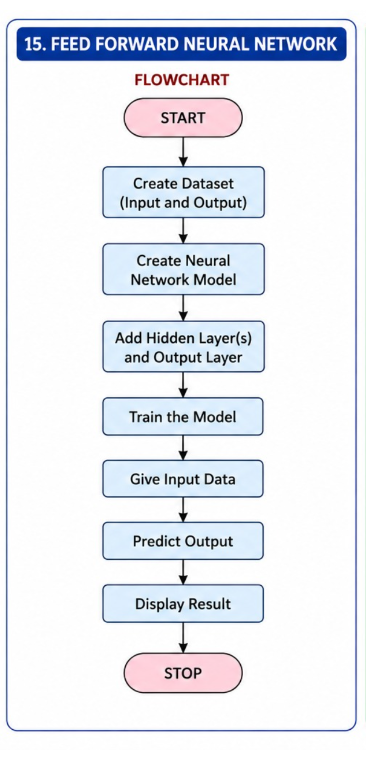 15. FEED FORWARD NEURAL NETWORK
FLOWCHART
START
Create Dataset
(Input and Output)
Create Neural
Network Model
Add Hidden Layer(s)
and Output Layer
Train the Model
Give Input Data
Predict Output
Display Result
STOP